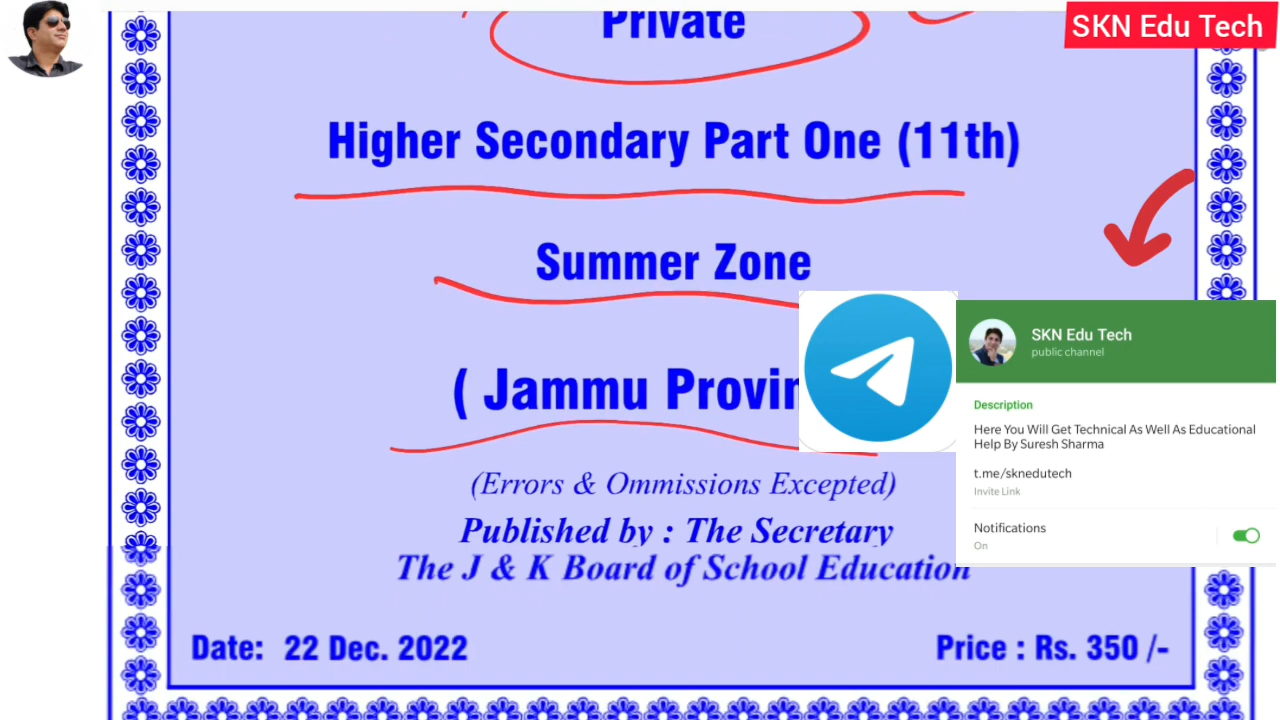 SKN Edu Tech
Private
Higher Secondary Part One (11th)
Summer Zone
( Jammu Provin
(Errors & Ommissions Excepted)
Published by : The Secretary
The J & K Board of School Education
Date: 22 Dec. 2022
Price : Rs. 350 /-
SKN Edu Tech
public channel
Description
Here You Will Get Technical As Well As Educational
Help By Suresh Sharma
t.me/sknedutech
Invite Link
Notifications
On